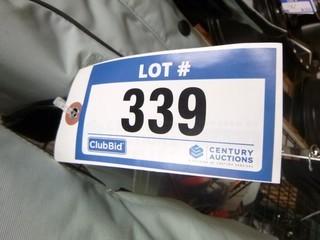 LOT #
339
ClubBid
CENTURY
AUCTIONS